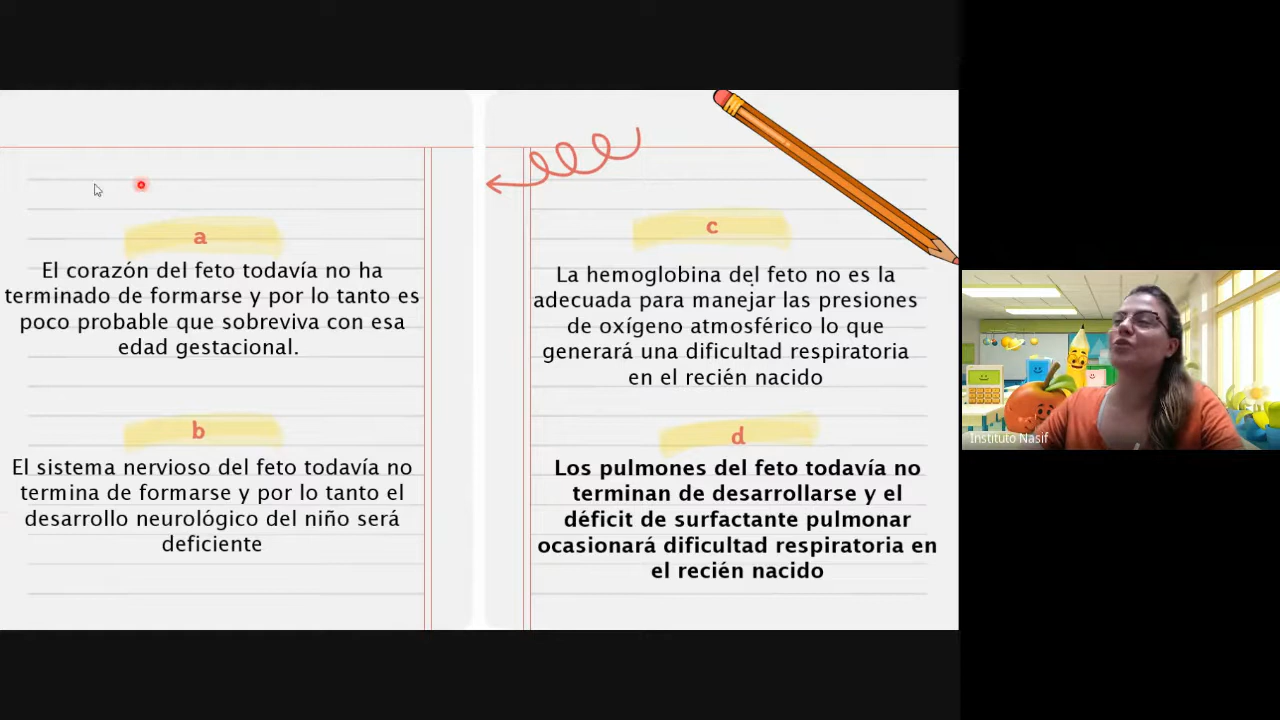 a
El corazón del feto todavía no ha
terminado de formarse y por lo tanto es
poco probable que sobreviva con esa
edad gestacional.
b
El sistema nervioso del feto todavía no
termina de formarse y por lo tanto el
desarrollo neurológico del niño será
deficiente
c
La hemoglobina del feto no es la
adecuada para manejar las presiones
de oxígeno atmosférico lo que
generará una dificultad respiratoria
en el recién nacido
d
Los pulmones del feto todavía no
terminan de desarrollarse y el
déficit de surfactante pulmonar
ocasionará dificultad respiratoria en
el recién nacido
Instituto Nasif